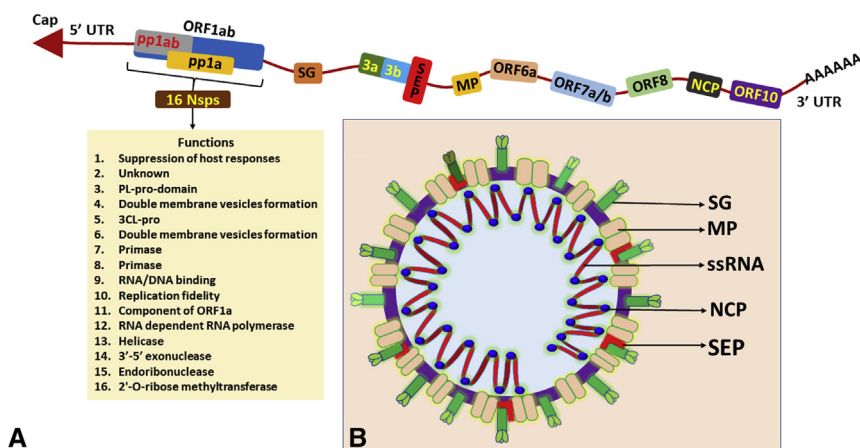 Cap
5' UTR
ORF1ab
pp1ab
pp1a
SG
3a
3b
SEP
MP
ORF6a
ORF7a/b
ORF8
NCP
ORF10
AAAAAA
3' UTR
16 Nsps
Functions
1. Suppression of host responses
2. Unknown
3. PL-pro-domain
4. Double membrane vesicles formation
5. 3CL-pro
6. Double membrane vesicles formation
7. Primase
8. Primase
9. RNA/DNA binding
10. Replication fidelity
11. Component of ORF1a
12. RNA dependent RNA polymerase
13. Helicase
14. 3'-5' exonuclease
15. Endoribonuclease
16. 2'-O-ribose methyltransferase
A
SG
MP
ssRNA
NCP
SEP
B